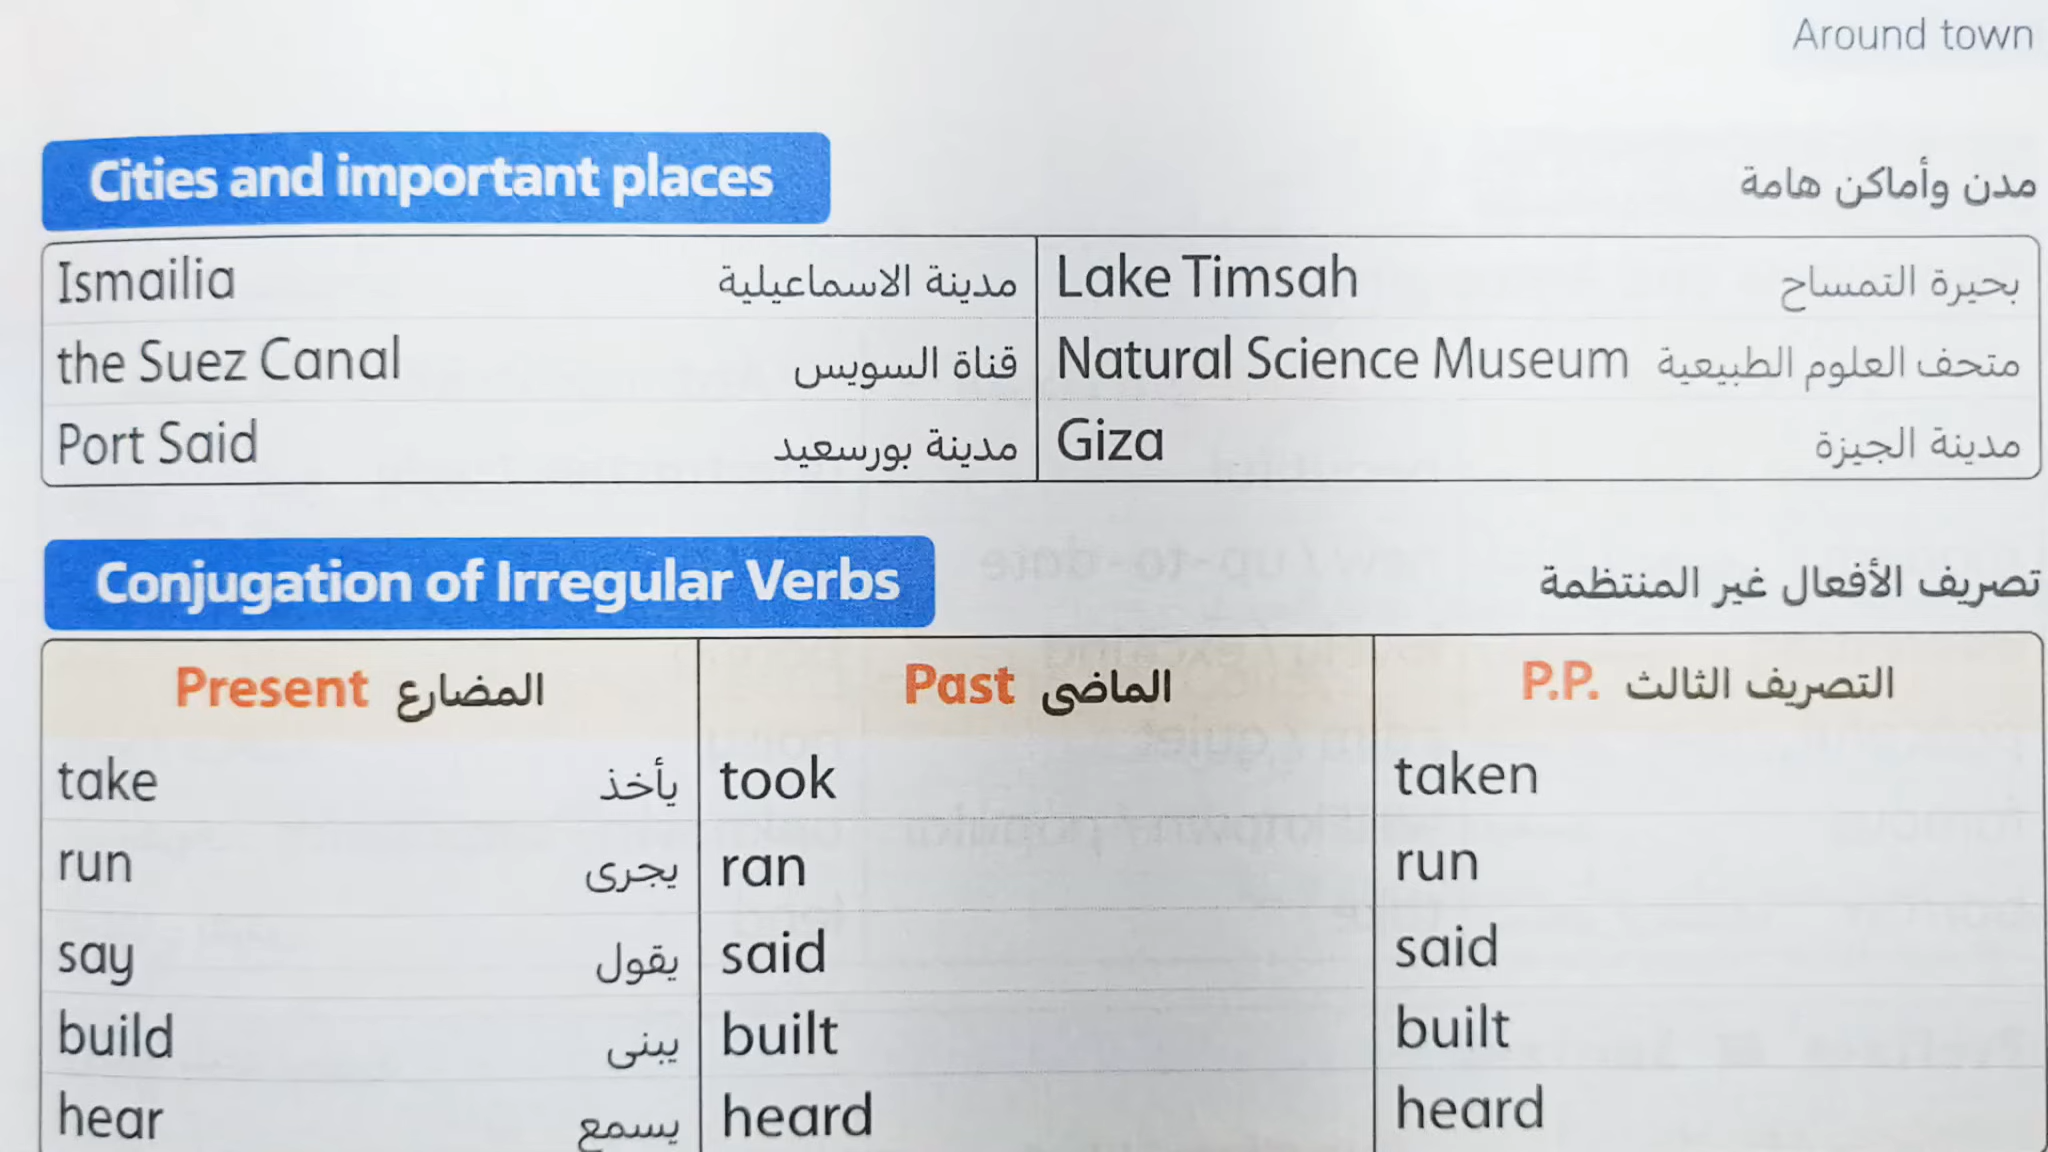 Around town
Cities and important places مدن وأماكن هامة
Ismailia مدينة الاسماعيلية Lake Timsah بحيرة التمساح
the Suez Canal قناة السويس Natural Science Museum متحف العلوم الطبيعية
Port Said مدينة بورسعيد Giza مدينة الجيزة
Conjugation of Irregular Verbs تصريف الأفعال غير المنتظمة
Present المضارع Past الماضى P.P. التصريف الثالث
take يأخذ took taken
run يجرى ran run
say يقول said said
build يبنى built built
hear يسمع heard heard